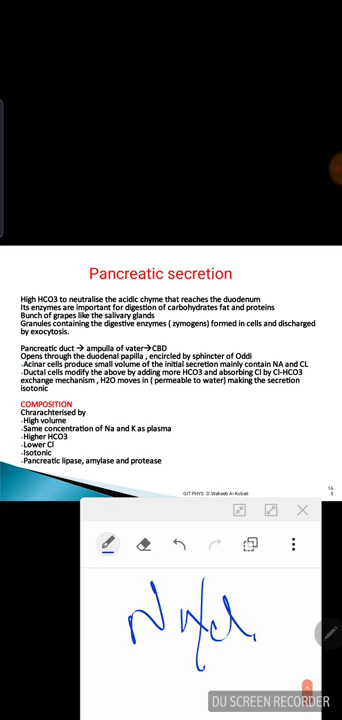 Pancreatic secretion
High HCO3 to neutralise the acidic chyme that reaches the duodenum
Its enzymes are important for digestion of carbohydrates fat and proteins
Bunch of grapes like the salivary glands
Granules containing the digestive enzymes ( zymogens) formed in cells and discharged
by exocytosis.
Pancreatic duct → ampulla of vater→CBD
Opens through the duodenal papilla , encircled by sphincter of Oddi
Acinar cells produce small volume of the initial secretion mainly contain NA and CL
Ductal cells modify the above by adding more HCO3 and absorbing Cl by Cl-HCO3
exchange mechanism , H2O moves in ( permeable to water) making the secretion
isotonic
COMPOSITION
Chrarachterised by
High volume
Same concentration of Na and K as plasma
Higher HCO3
Lower Cl
Isotonic
Pancreatic lipase, amylase and protease
GIT PHYS D.Waheeb Al-Kubati
16
5
DU SCREEN RECORDER